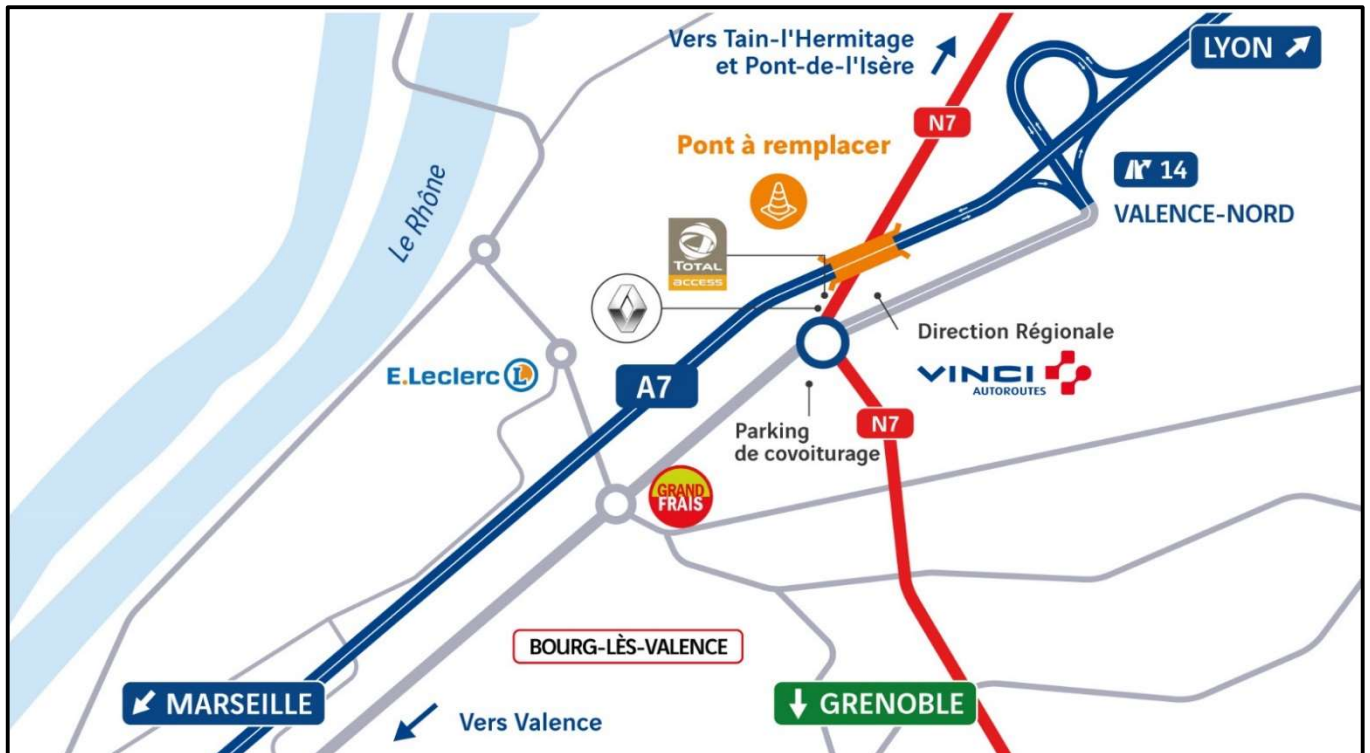 Vers Tain-l'Hermitage
et Pont-de-l'Isère
LYON
N7
Pont à remplacer
14
VALENCE-NORD
Le Rhône
TOTAL
access
Direction Régionale
VINCI
AUTOROUTES
E.Leclerc L
A7
N7
Parking
de covoiturage
GRAND
FRAIS
BOURG-LÈS-VALENCE
MARSEILLE
GRENOBLE
Vers Valence